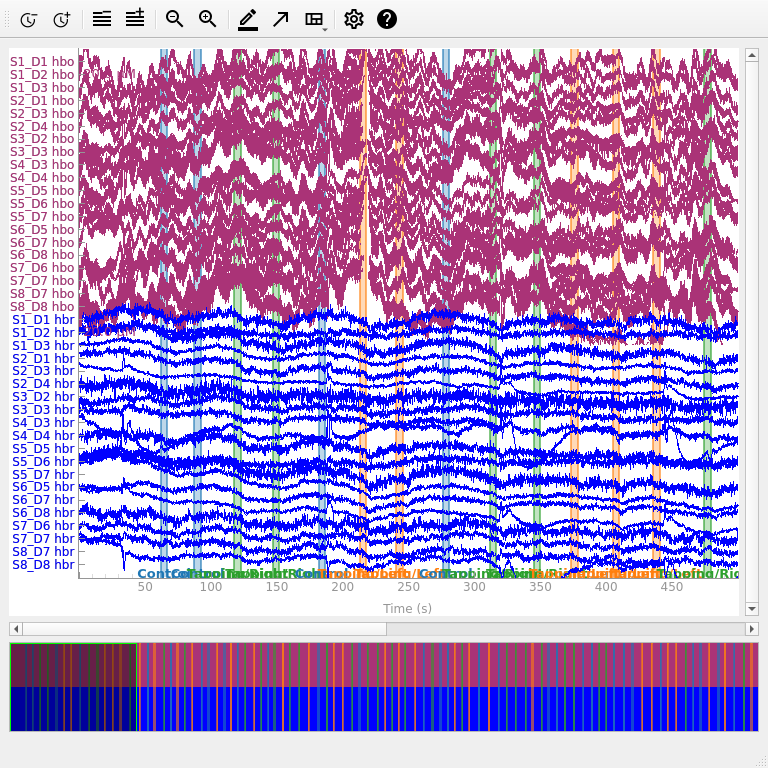 S1_D1 hbo
S1_D2 hbo
S1_D3 hbo
S2_D1 hbo
S2_D3 hbo
S2_D4 hbo
S3_D2 hbo
S3_D3 hbo
S4_D3 hbo
S4_D4 hbo
S5_D5 hbo
S5_D6 hbo
S5_D7 hbo
S6_D5 hbo
S6_D7 hbo
S6_D8 hbo
S7_D6 hbo
S7_D7 hbo
S8_D7 hbo
S8_D8 hbo
S1_D1 hbr
S1_D2 hbr
S1_D3 hbr
S2_D1 hbr
S2_D3 hbr
S2_D4 hbr
S3_D2 hbr
S3_D3 hbr
S4_D3 hbr
S4_D4 hbr
S5_D5 hbr
S5_D6 hbr
S5_D7 hbr
S6_D5 hbr
S6_D7 hbr
S6_D8 hbr
S7_D6 hbr
S7_D7 hbr
S8_D7 hbr
S8_D8 hbr
50 100 150 200 250 300 350 400 450
Time (s)